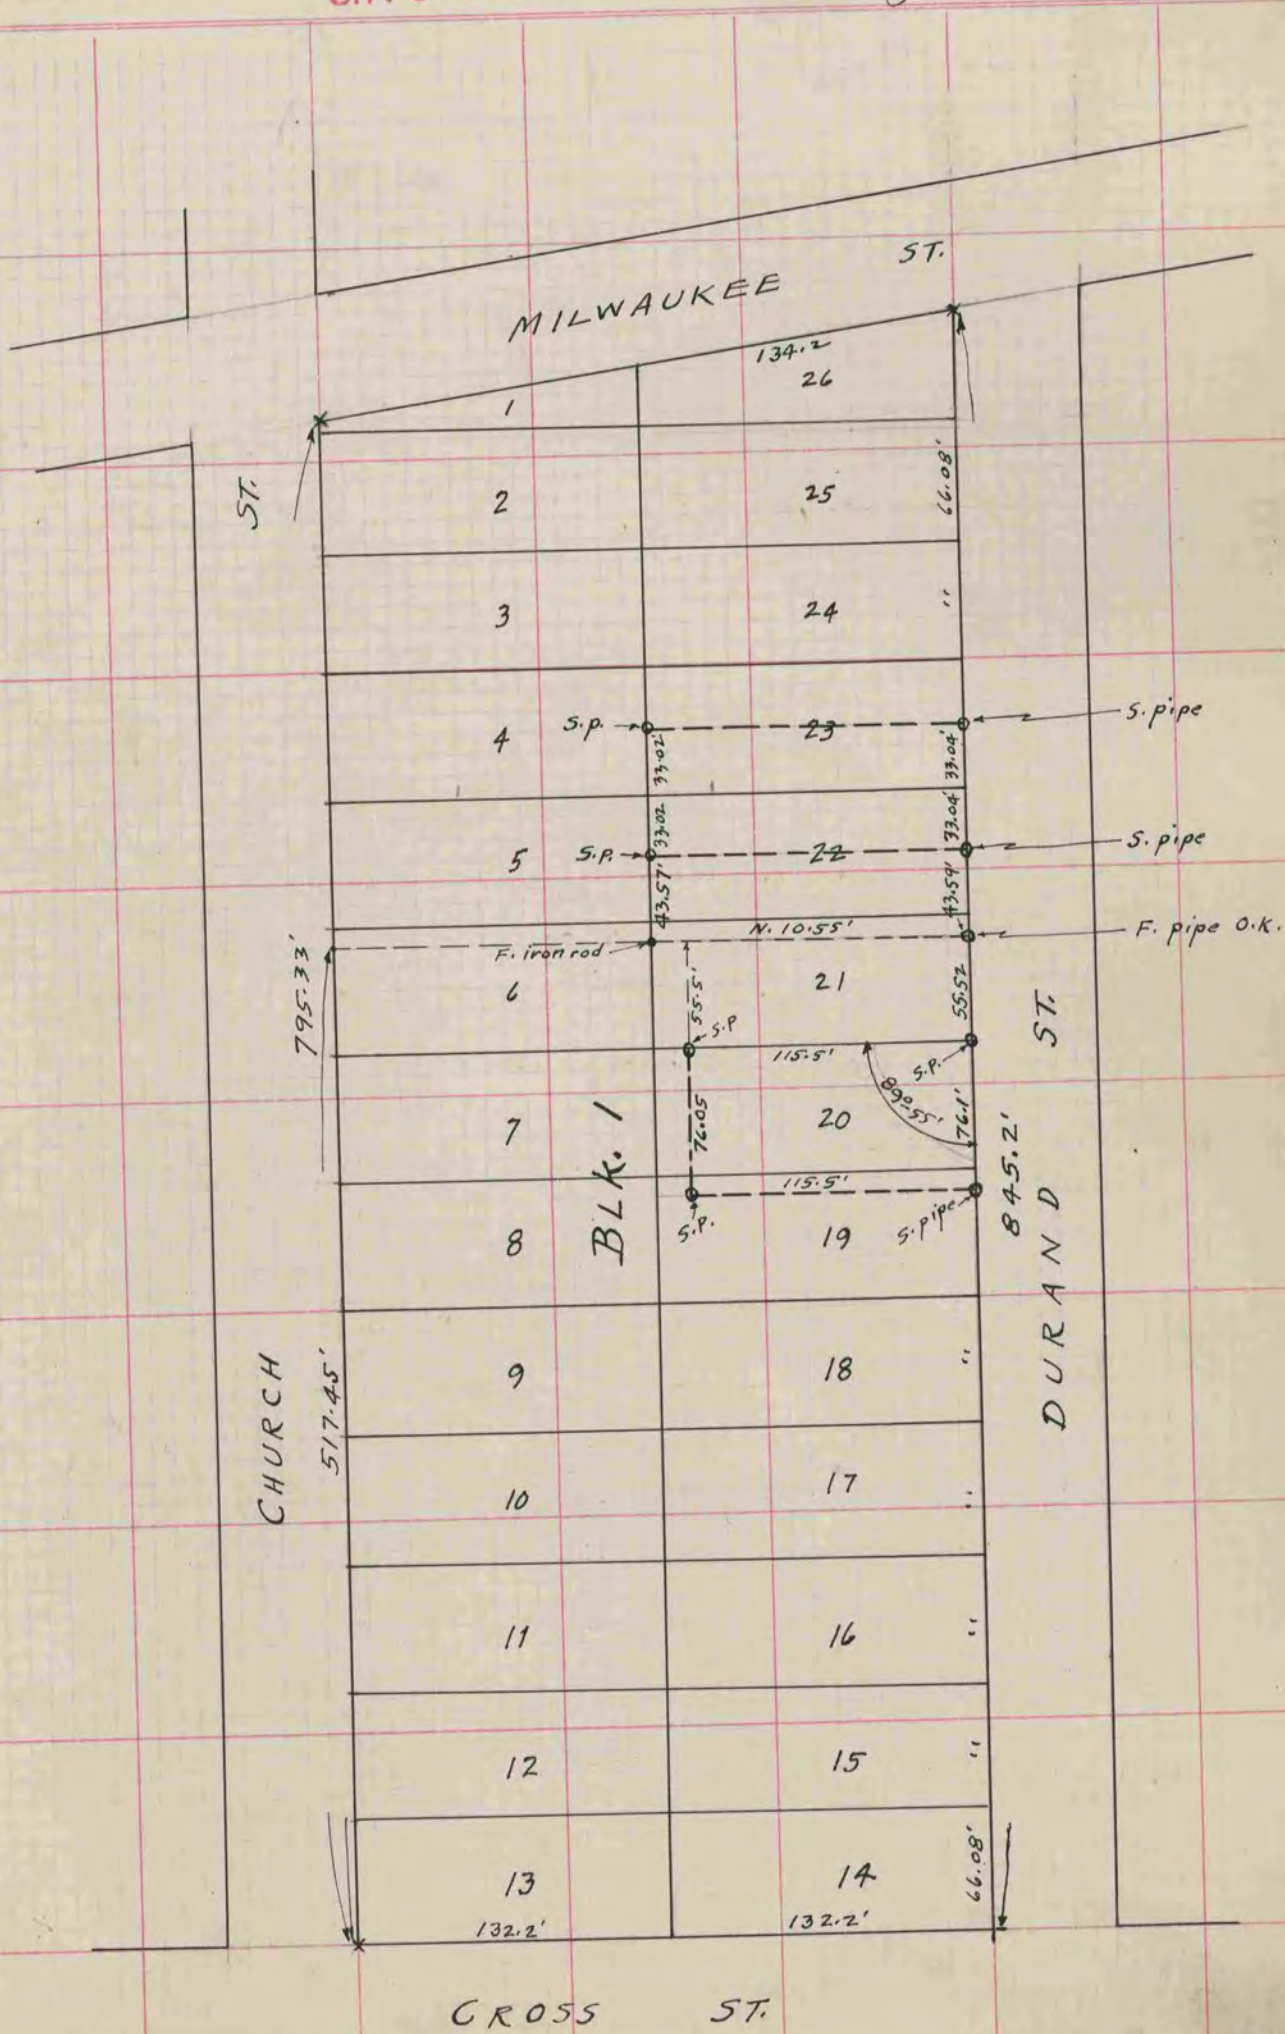 ST.
MILWAUKEE
134.2
26
1
66.08'
ST.
2
25
3
24
"
4
S.P.
23
S. pipe
33.02'
33.04'
33.02
33.04'
5
S.P.
22
S. pipe
43.57'
43.59'
N. 10.55'
F. pipe O.K.
F. iron rod
795.33'
6
55.5'
21
55.52
ST.
S.P
115.5'
S.P.
89°-55'
76.1'
7
76.05
20
BLK. 1
115.5'
845.2'
8
S.P.
19
S. pipe
DURAND
9
18
"
CHURCH
517.45'
10
17
"
11
16
"
12
15
"
13
14
66.08'
132.2'
132.2'
CROSS ST.